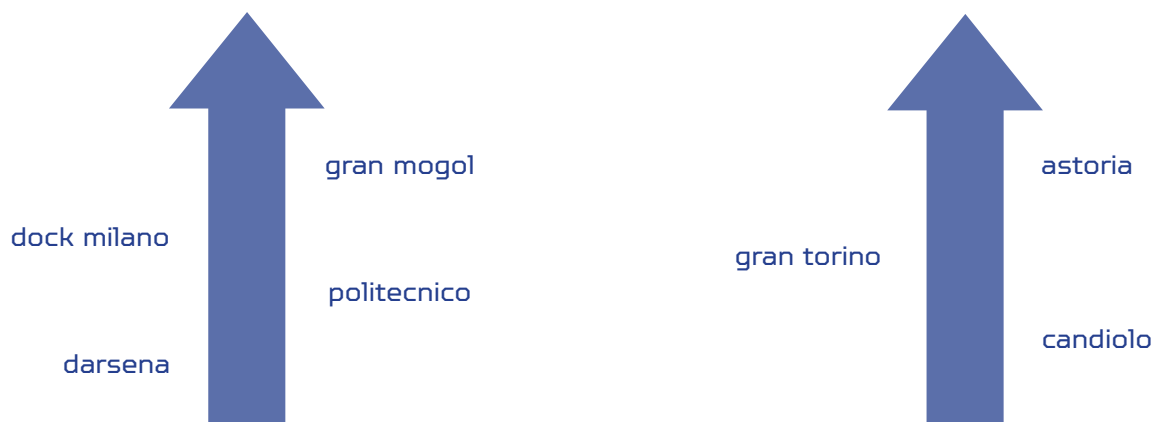 gran mogol
dock milano
politecnico
darsena
astoria
gran torino
candiolo